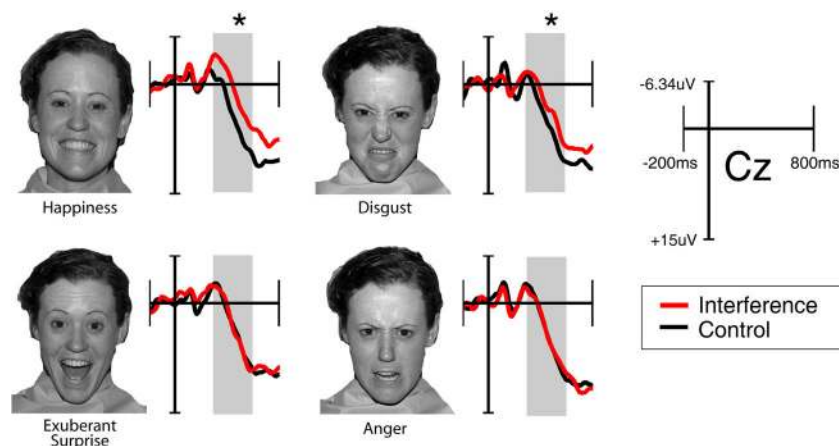 *
*
Happiness
Disgust
-6.34uV
-200ms
Cz
800ms
+15uV
Exuberant
Surprise
Anger
Interference
Control